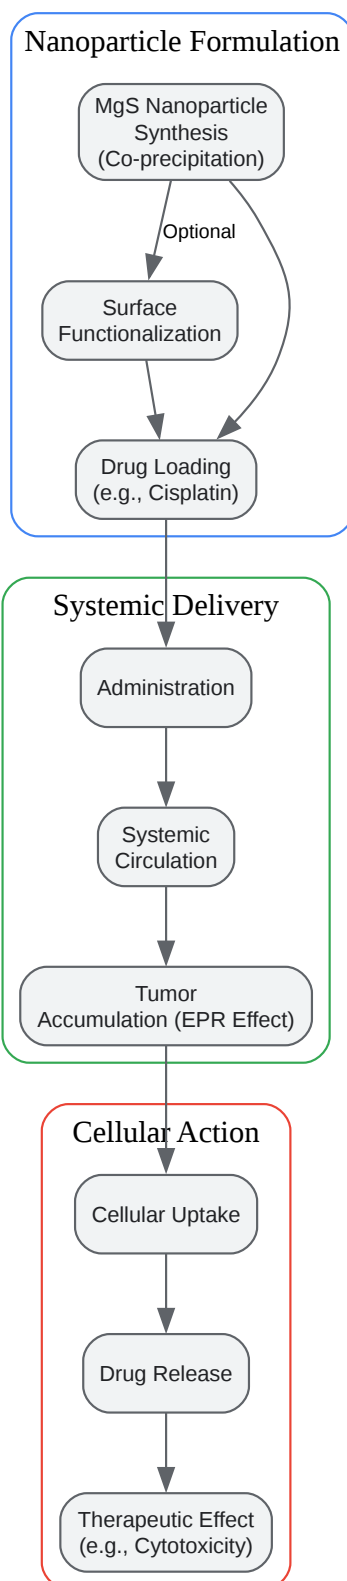 Nanoparticle Formulation
MgS Nanoparticle
Synthesis
(Co-precipitation)
Optional
Surface
Functionalization
Drug Loading
(e.g., Cisplatin)
Systemic Delivery
Administration
Systemic
Circulation
Tumor
Accumulation (EPR Effect)
Cellular Action
Cellular Uptake
Drug Release
Therapeutic Effect
(e.g., Cytotoxicity)